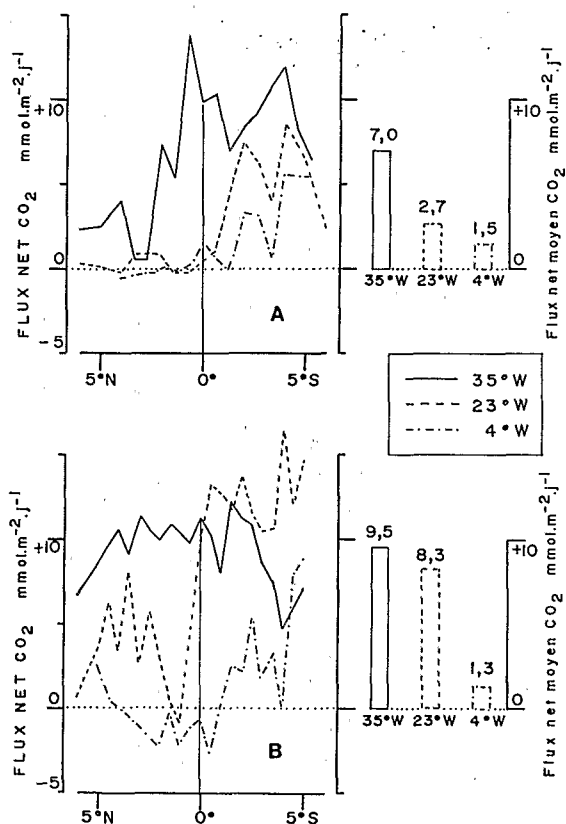 FLUX NET CO2 mmol.m-2.j-1
+10
0
-5
5°N
0°
5°S
A
7,0
2,7
1,5
35°W
23°W
4°W
+10
0
Flux net moyen CO2 mmol.m-2.j-1
35°W
23°W
4°W
FLUX NET CO2 mmol.m-2.j-1
+10
0
-5
5°N
0°
5°S
B
9,5
8,3
1,3
35°W
23°W
4°W
+10
0
Flux net moyen CO2 mmol.m-2.j-1